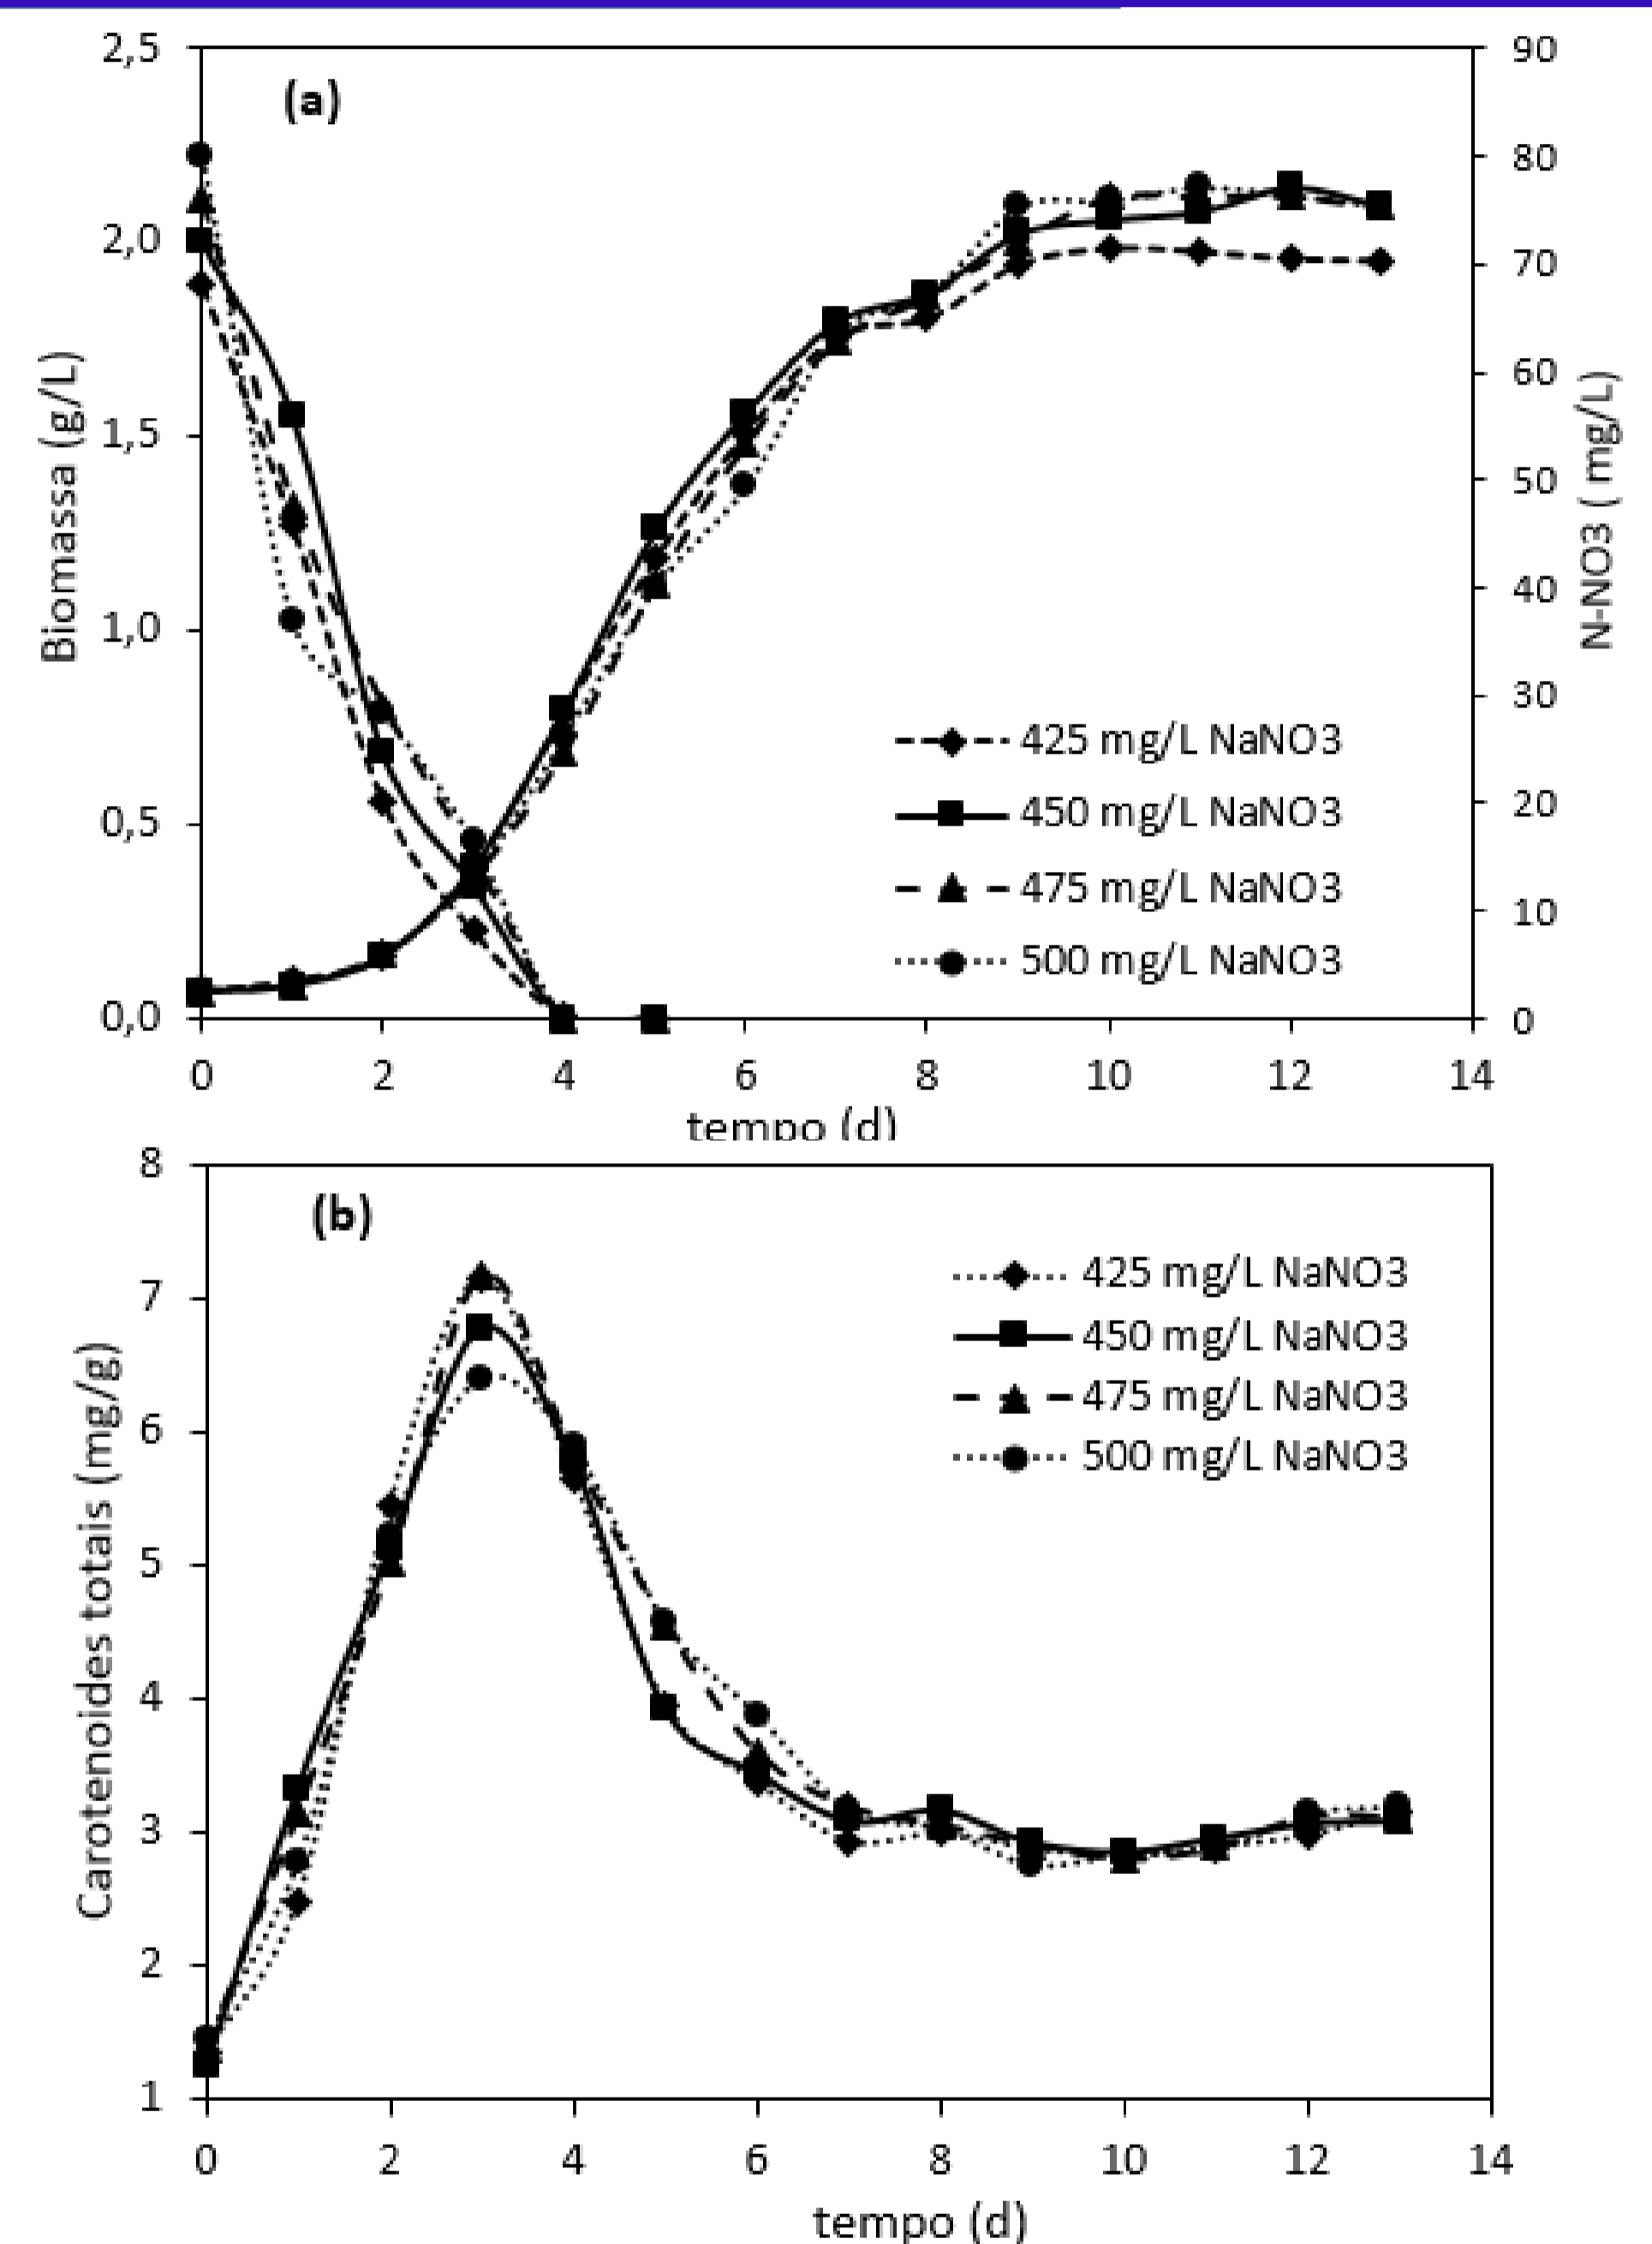 (a)
2,5
2,0
1,5
1,0
0,5
0,0
Biomassa (g/L)
90
80
70
60
50
40
30
20
10
0
N-NO3 ( mg/L)
425 mg/L NaNO3
450 mg/L NaNO3
475 mg/L NaNO3
500 mg/L NaNO3
0 2 4 6 8 10 12 14
tempo (d)
(b)
8
7
6
5
4
3
2
1
Carotenoides totais (mg/g)
425 mg/L NaNO3
450 mg/L NaNO3
475 mg/L NaNO3
500 mg/L NaNO3
0 2 4 6 8 10 12 14
tempo (d)